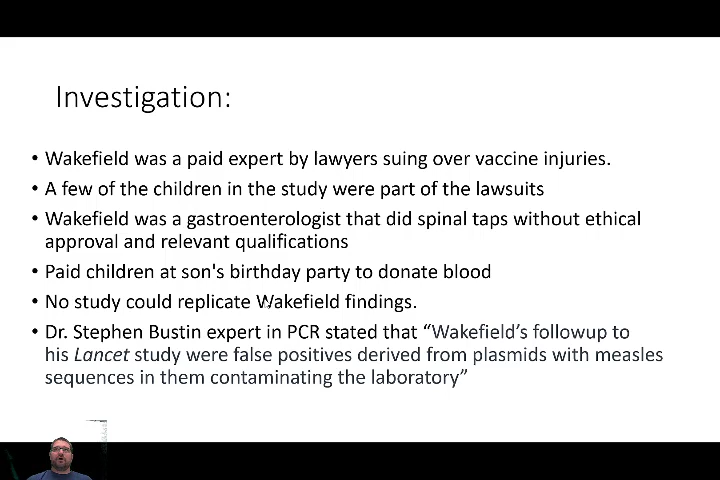 Investigation:
• Wakefield was a paid expert by lawyers suing over vaccine injuries.
• A few of the children in the study were part of the lawsuits
• Wakefield was a gastroenterologist that did spinal taps without ethical
approval and relevant qualifications
• Paid children at son's birthday party to donate blood
• No study could replicate Wakefield findings.
• Dr. Stephen Bustin expert in PCR stated that “Wakefield’s followup to
his Lancet study were false positives derived from plasmids with measles
sequences in them contaminating the laboratory”